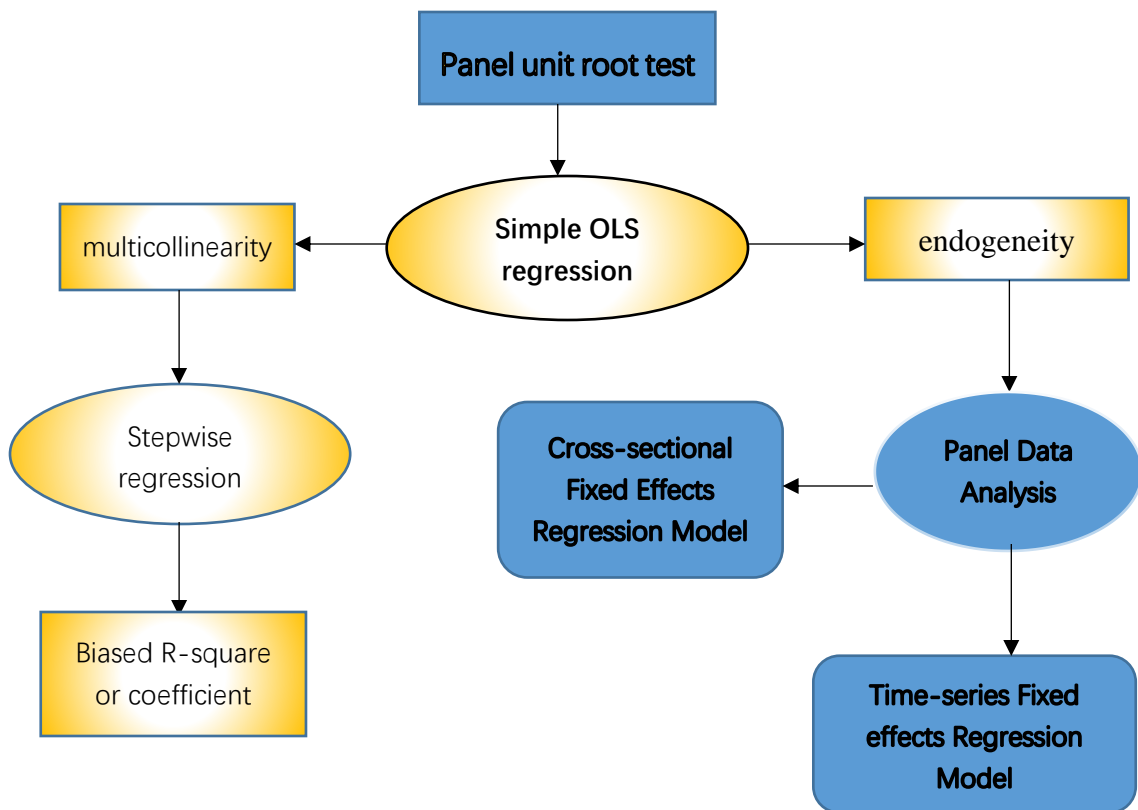 Panel unit root test
Simple OLS
regression
multicollinearity
endogeneity
Stepwise
regression
Cross-sectional
Fixed Effects
Regression Model
Panel Data
Analysis
Biased R-square
or coefficient
Time-series Fixed
effects Regression
Model